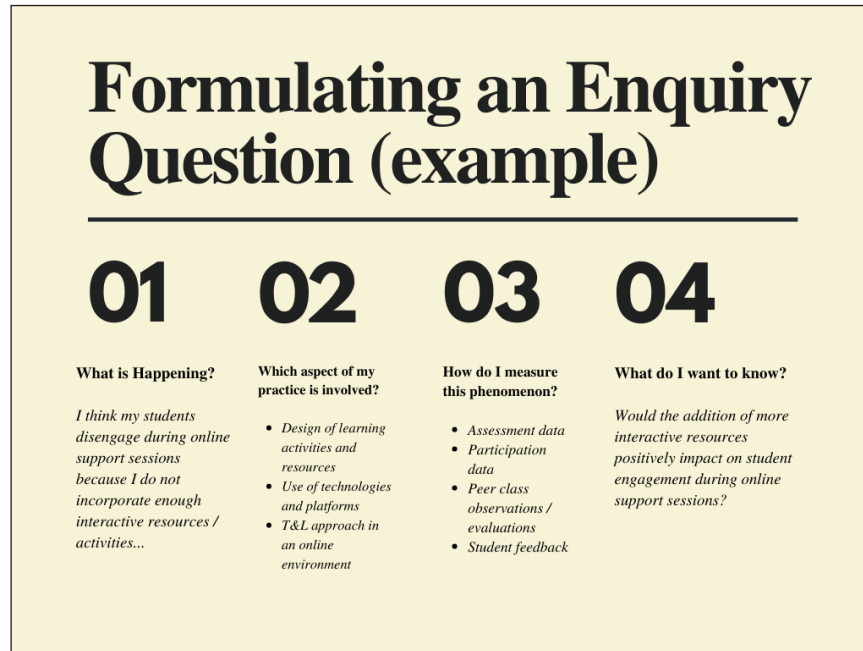 Formulating an Enquiry
Question (example)
01
What is Happening?
I think my students
disengage during online
support sessions
because I do not
incorporate enough
interactive resources /
activities...
02
Which aspect of my
practice is involved?
• Design of learning
activities and
resources
• Use of technologies
and platforms
• T&L approach in
an online
environment
03
How do I measure
this phenomenon?
• Assessment data
• Participation
data
• Peer class
observations /
evaluations
• Student feedback
04
What do I want to know?
Would the addition of more
interactive resources
positively impact on student
engagement during online
support sessions?